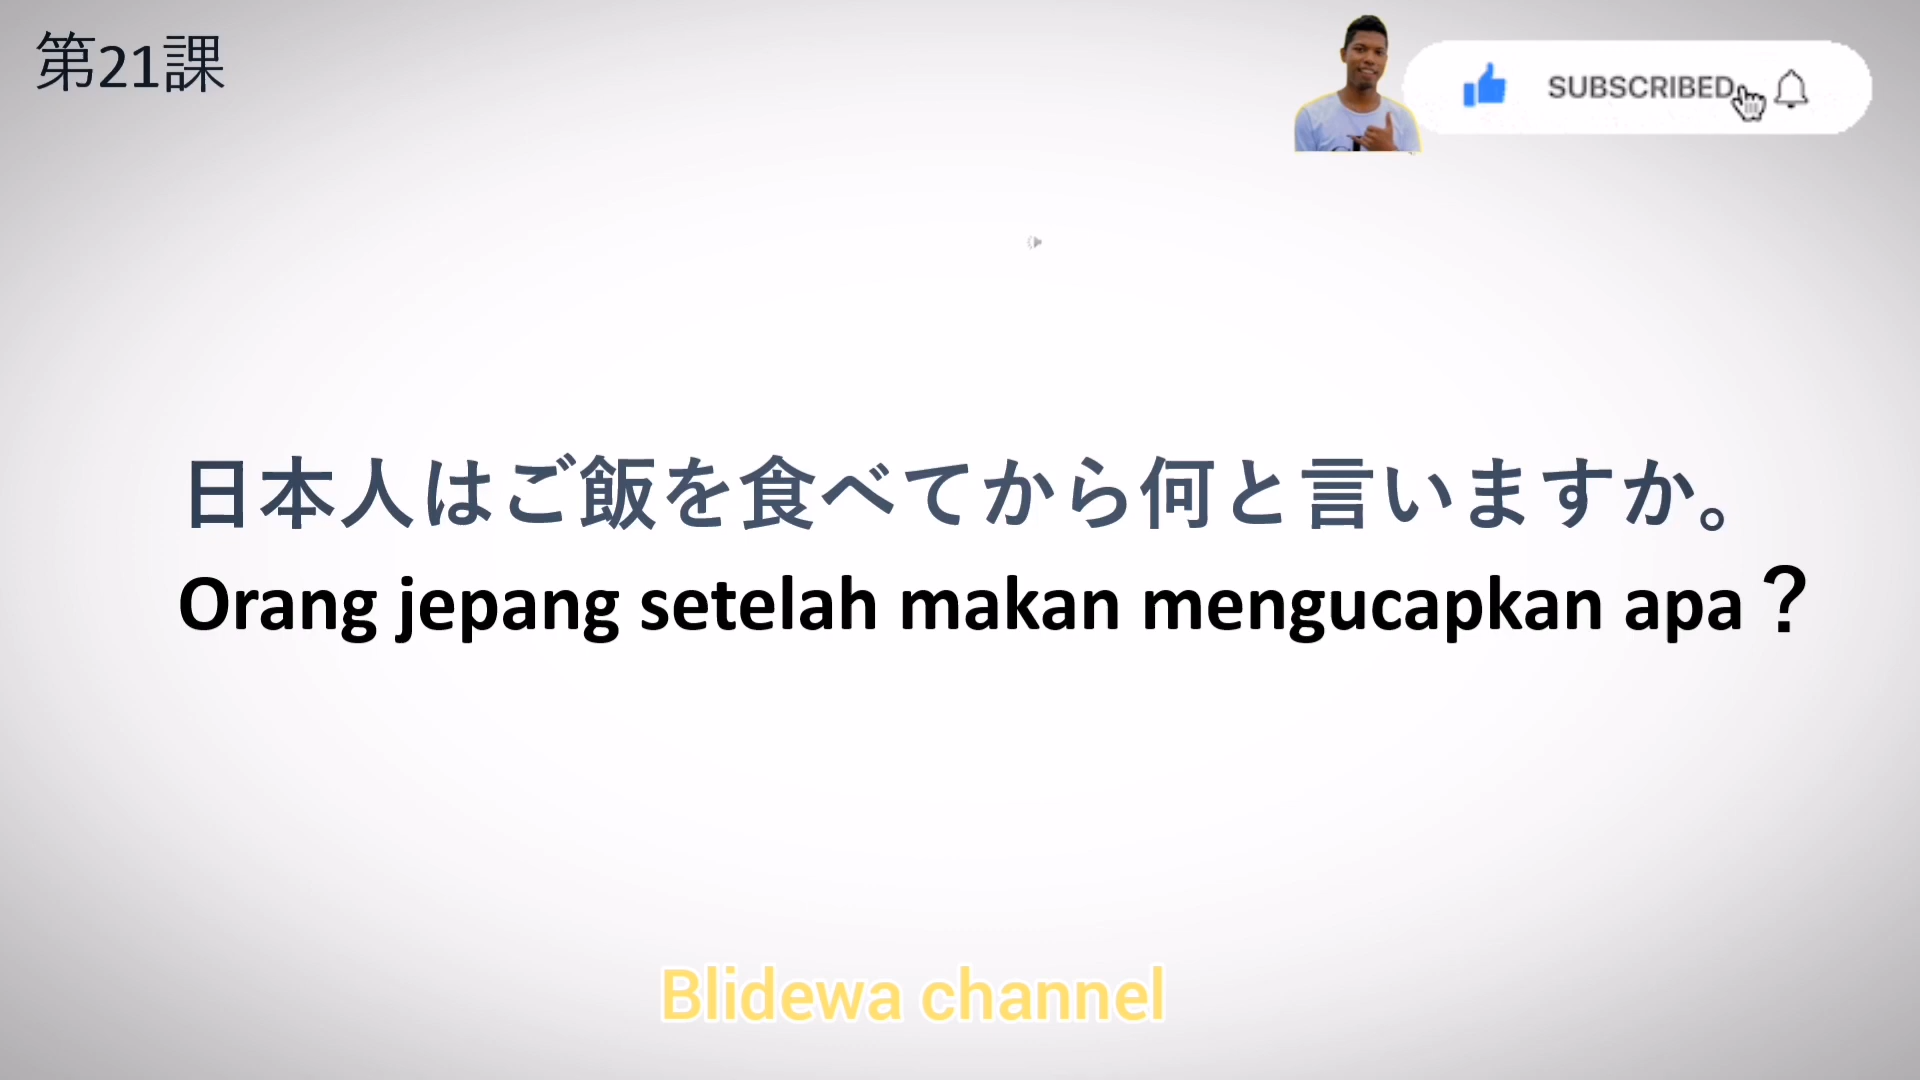 第21課
SUBSCRIBED
日本人はご飯を食べてから何と言いますか。
Orang jepang setelah makan mengucapkan apa？
Blidewa channel